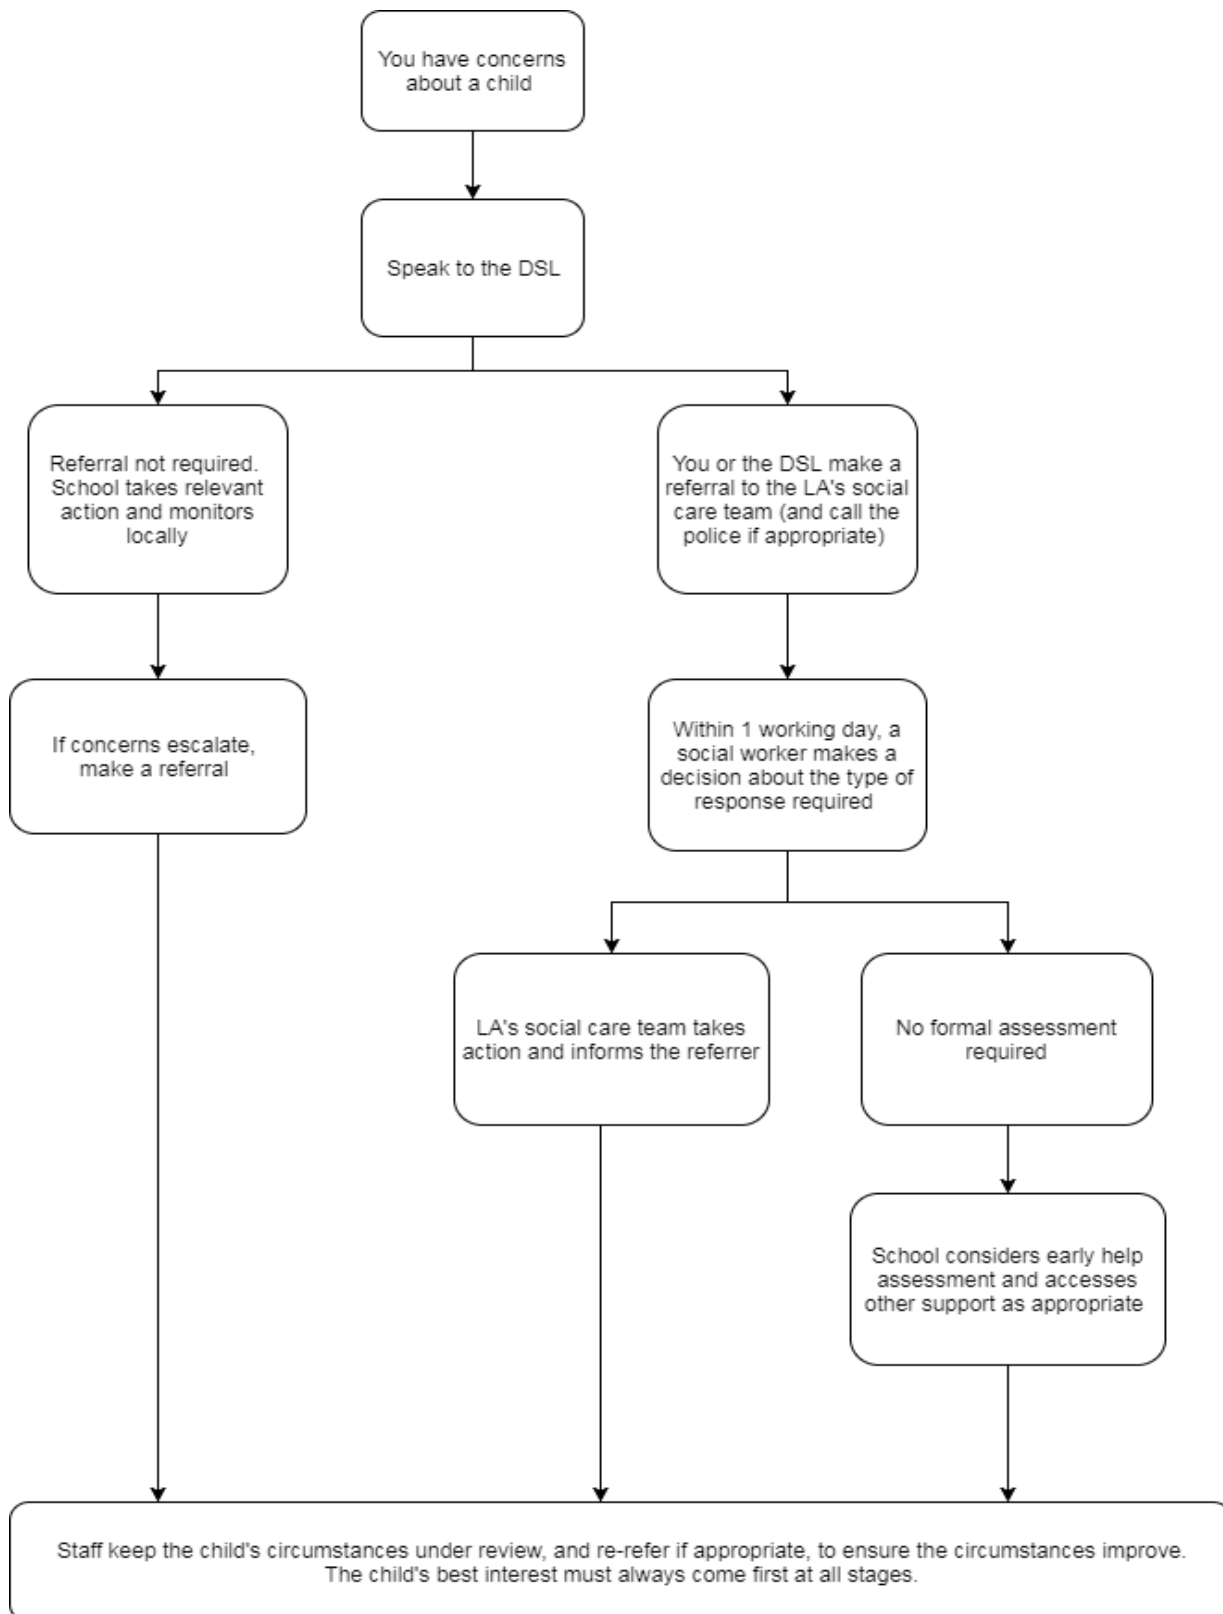 You have concerns
about a child
Speak to the DSL
Referral not required.
School takes relevant
action and monitors
locally
You or the DSL make a
referral to the LA's social
care team (and call the
police if appropriate)
If concerns escalate,
make a referral
Within 1 working day, a
social worker makes a
decision about the type of
response required
LA's social care team takes
action and informs the referrer
No formal assessment
required
School considers early help
assessment and accesses
other support as appropriate
Staff keep the child's circumstances under review, and re-refer if appropriate, to ensure the circumstances improve.
The child's best interest must always come first at all stages.